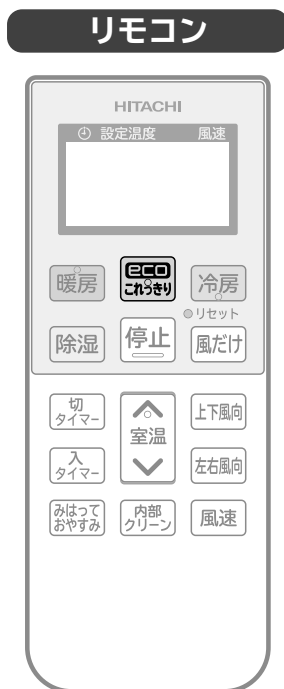 リモコン
HITACHI
設定温度 風速
暖房
eco
これっきり
冷房
リセット
除湿
停止
風だけ
切
タイマー
室温
上下風向
入
タイマー
左右風向
みはって
おやすみ
内部
クリーン
風速